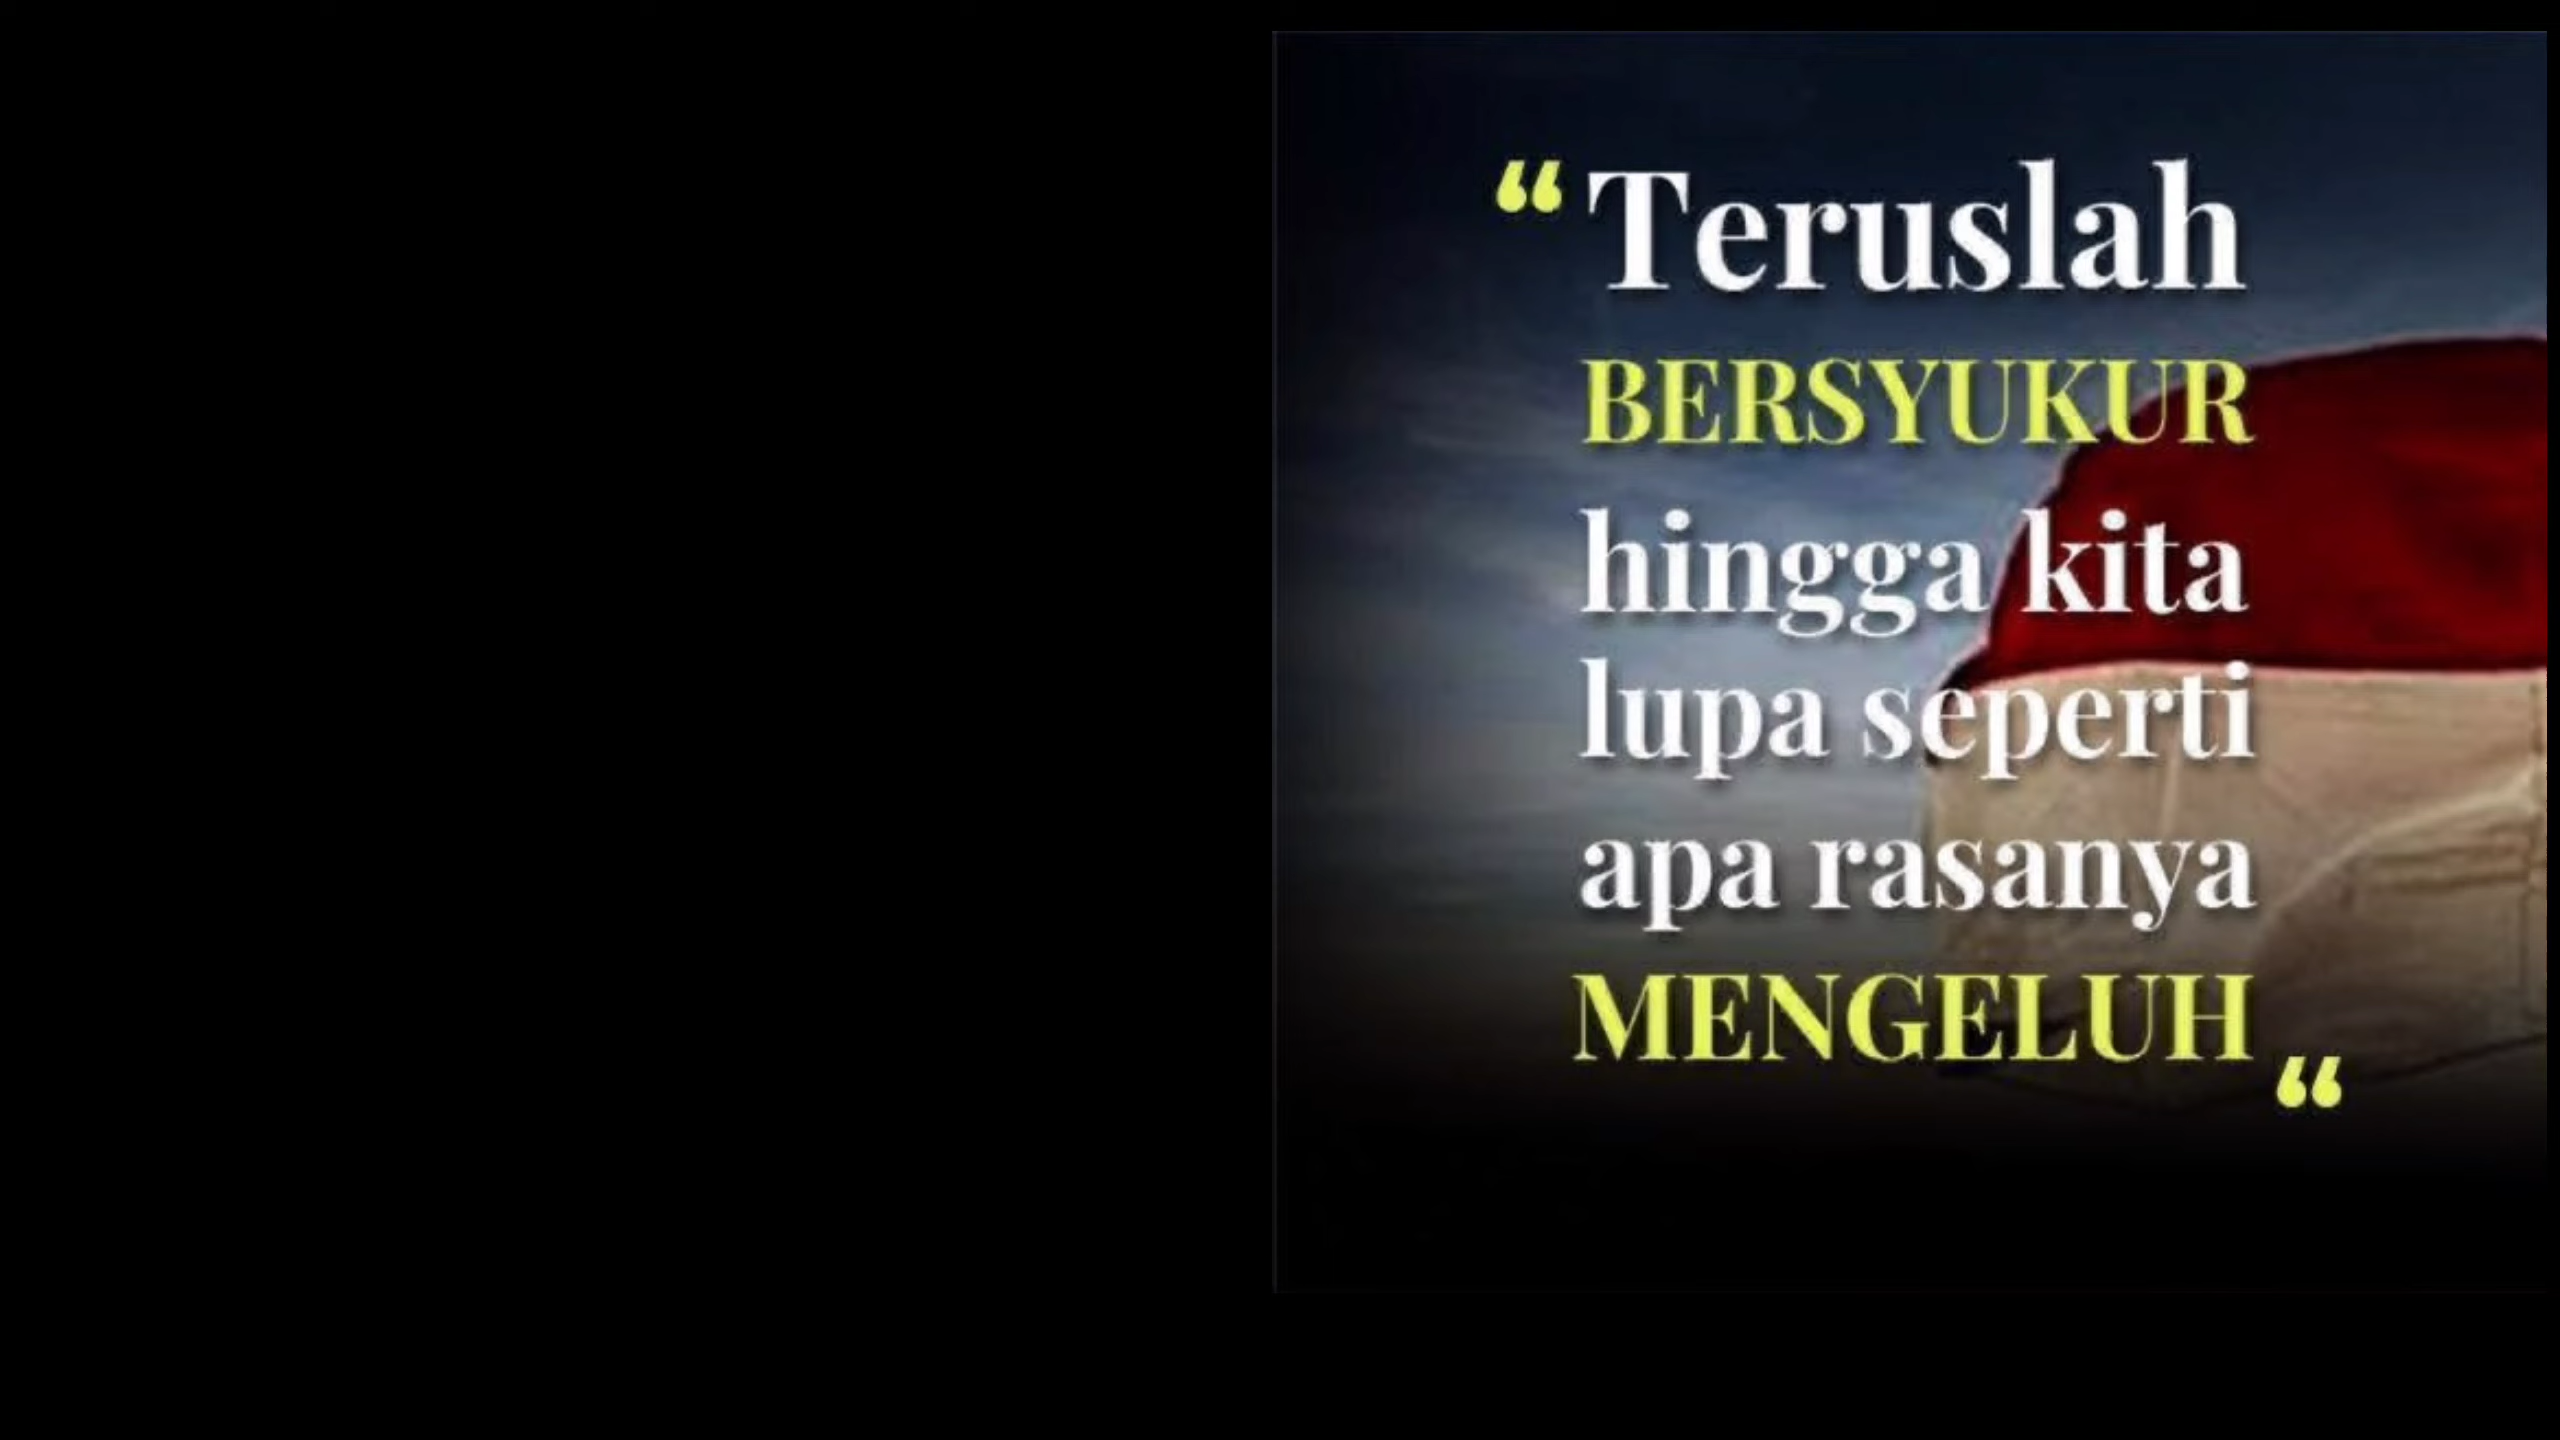 “Teruslah
BERSYUKUR
hingga kita
lupa seperti
apa rasanya
MENGELUH“